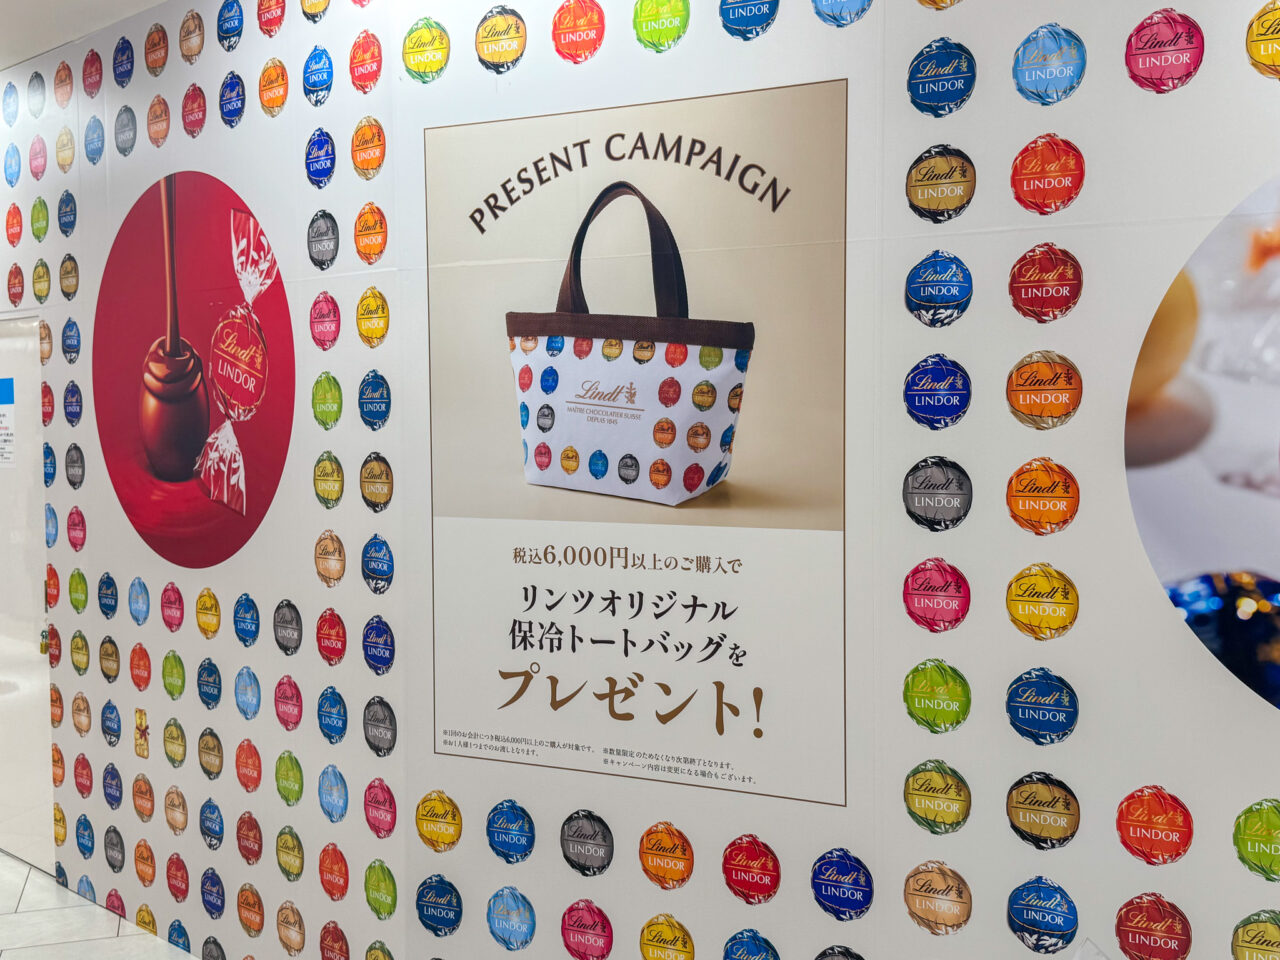 PRESENT CAMPAIGN
Lindt
MAÎTRE CHOCOLATIER SUISSE
DEPUIS 1845
税込6,000円以上のご購入で
リンツオリジナル
保冷トートバッグを
プレゼント!
※1回のお会計につき税込6,000円以上のご購入が対象です。
※お1人様1つまでのお渡しとなります。
※数量限定のためなくなり次第終了となります。
※キャンペーン内容は変更になる場合もございます。
Lindt
LINDOR